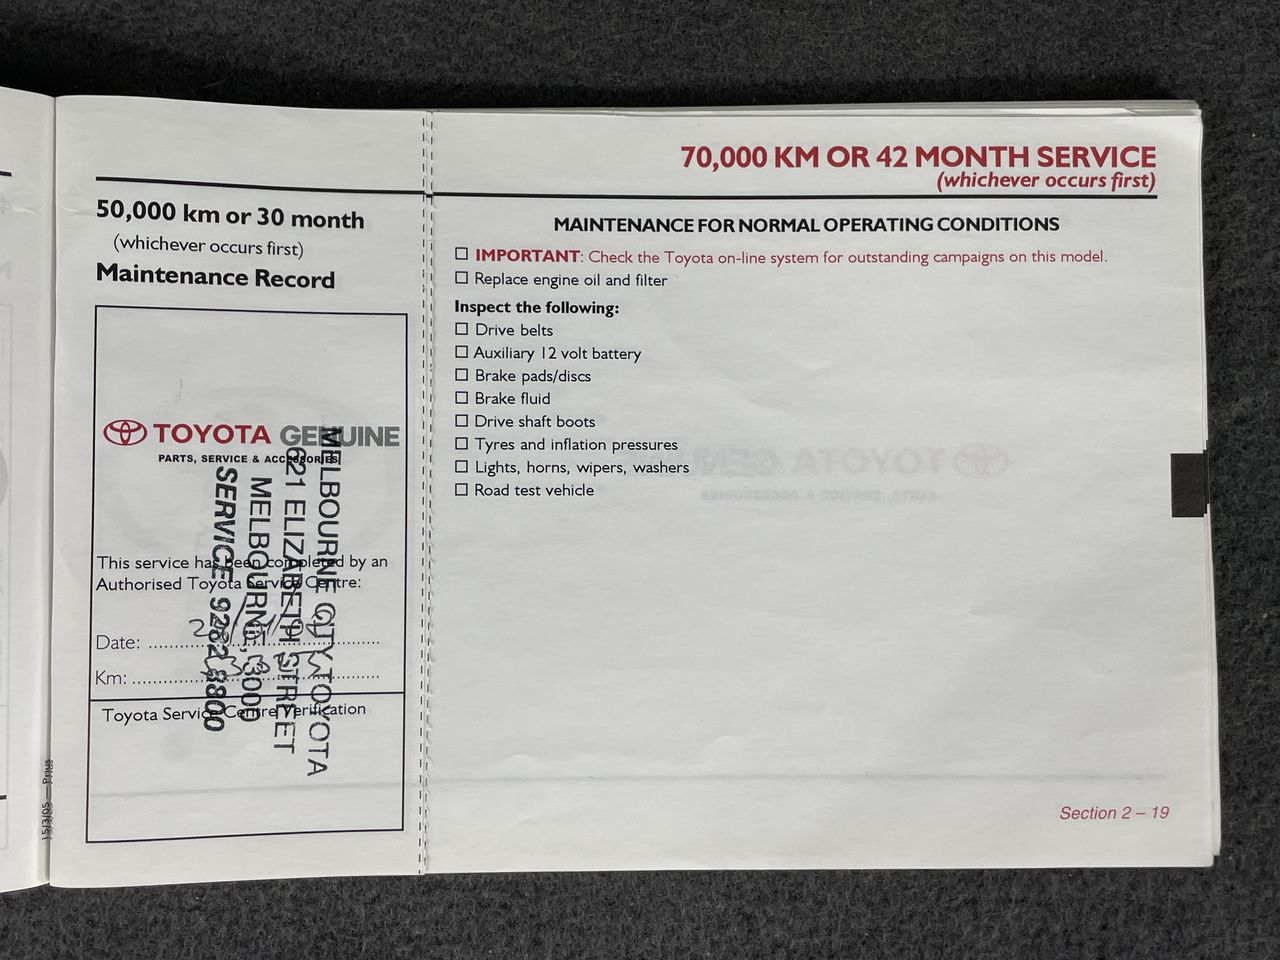 50,000 km or 30 month
(whichever occurs first)
Maintenance Record
TOYOTA GENUINE
PARTS, SERVICE & ACCESSORIES
This service has been completed by an
Authorised Toyota Service Centre:
Date:
Km:
Toyota Service Centre Verification
MELBOURNE CITY TOYOTA
621 ELIZABETH STREET
MELBOURNE, 3000
SERVICE 9282 8800
15/3/05 — Prius
70,000 KM OR 42 MONTH SERVICE
(whichever occurs first)
MAINTENANCE FOR NORMAL OPERATING CONDITIONS
IMPORTANT: Check the Toyota on-line system for outstanding campaigns on this model.
Replace engine oil and filter
Inspect the following:
Drive belts
Auxiliary 12 volt battery
Brake pads/discs
Brake fluid
Drive shaft boots
Tyres and inflation pressures
Lights, horns, wipers, washers
Road test vehicle
Section 2 – 19